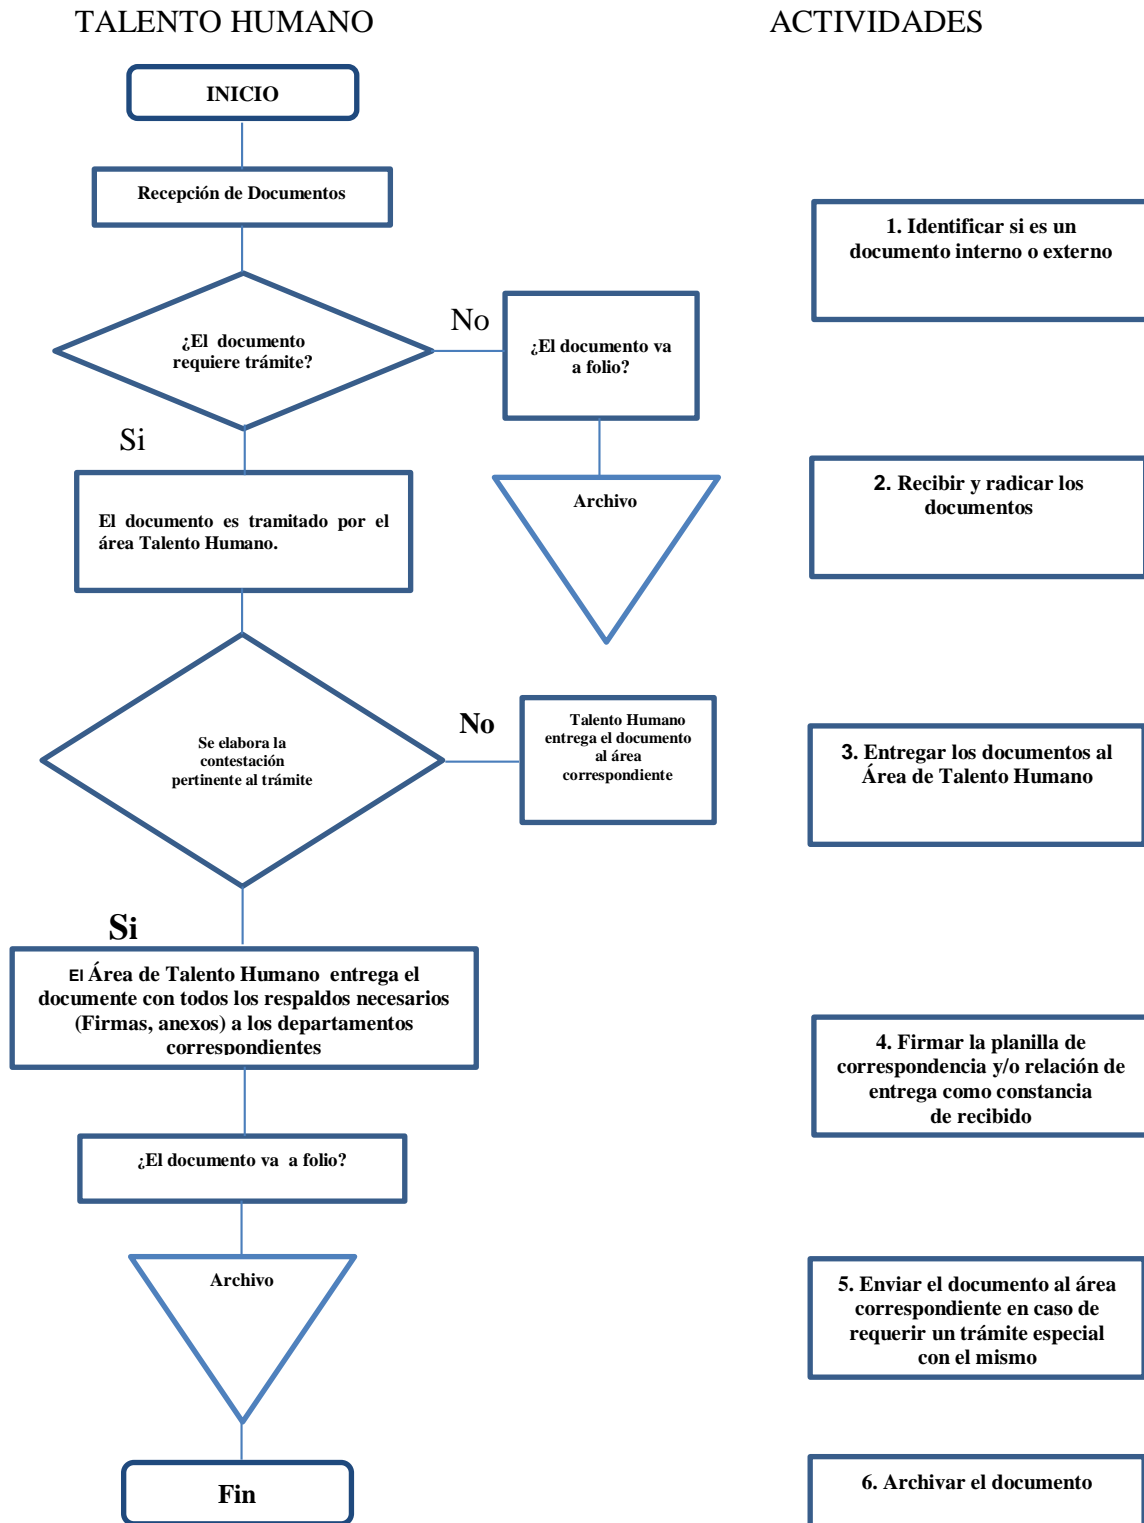 TALENTO HUMANO
ACTIVIDADES
INICIO
Recepción de Documentos
1. Identificar si es un
documento interno o externo
¿El documento
requiere trámite?
No
¿El documento va
a folio?
Si
Archivo
2. Recibir y radicar los
documentos
El documento es tramitado por el
área Talento Humano.
Se elabora la
contestación
pertinente al trámite
No
Talento Humano
entrega el documento
al área
correspondiente
3. Entregar los documentos al
Área de Talento Humano
Si
El Área de Talento Humano entrega el
documente con todos los respaldos necesarios
(Firmas, anexos) a los departamentos
correspondientes
4. Firmar la planilla de
correspondencia y/o relación de
entrega como constancia
de recibido
¿El documento va a folio?
Archivo
5. Enviar el documento al área
correspondiente en caso de
requerir un trámite especial
con el mismo
Fin
6. Archivar el documento